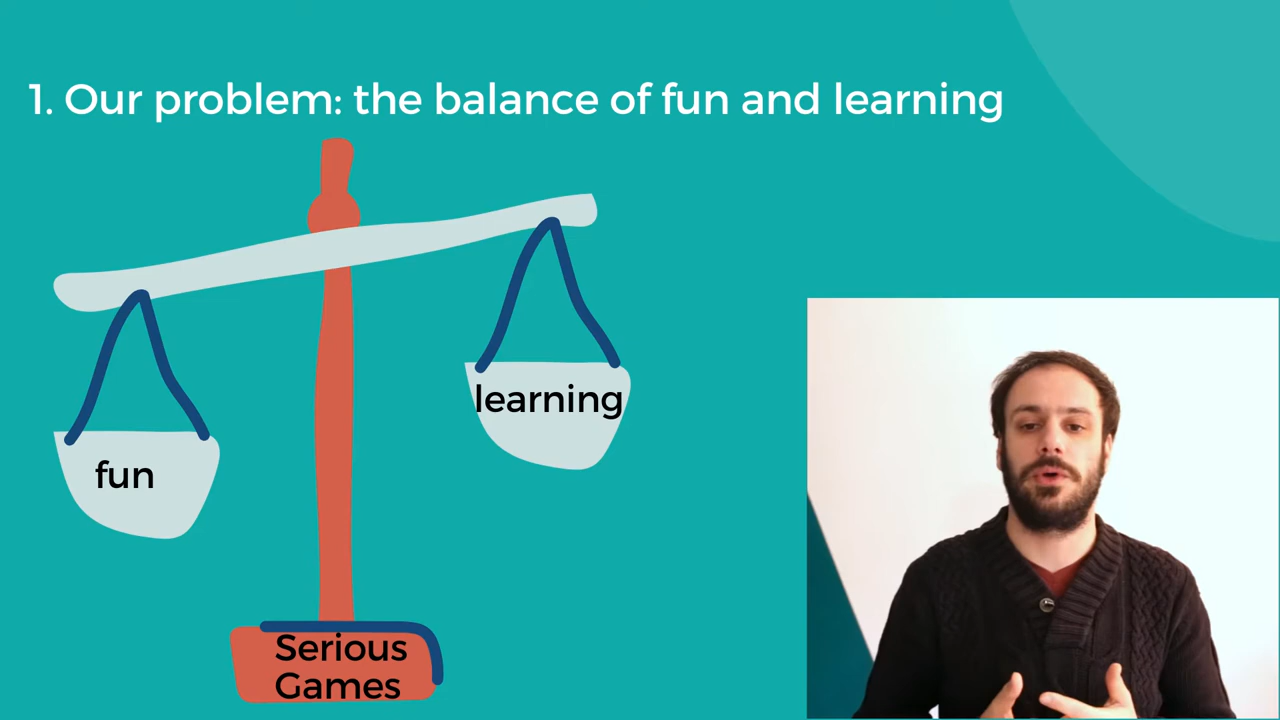 1. Our problem: the balance of fun and learning
learning
fun
Serious
Games